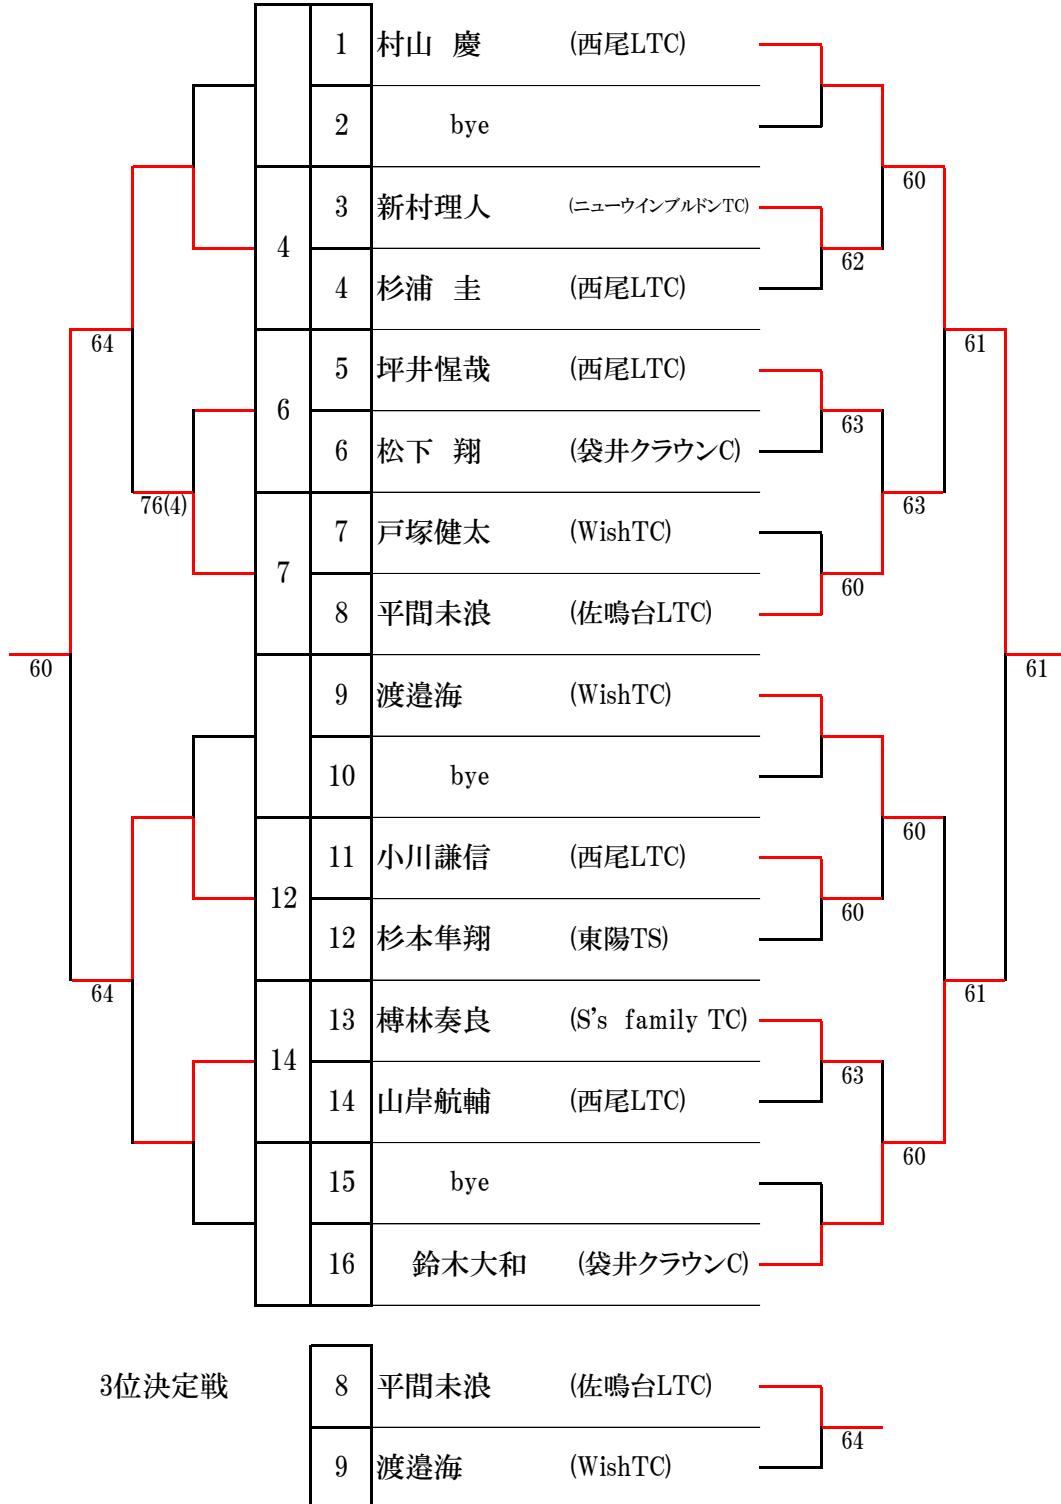 1 村山 慶 (西尾LTC)
2 bye
60
3 新村理人 (ニューウインブルドンTC)
4
62
4 杉浦 圭 (西尾LTC)
64
61
5 坪井惺哉 (西尾LTC)
6
63
6 松下 翔 (袋井クラウンC)
76(4)
63
7 戸塚健太 (WishTC)
7
60
8 平間未浪 (佐鳴台LTC)
60
61
9 渡邉海 (WishTC)
10 bye
60
11 小川謙信 (西尾LTC)
12
60
12 杉本隼翔 (東陽TS)
64
61
13 榑林奏良 (S's family TC)
14
63
14 山岸航輔 (西尾LTC)
60
15 bye
16 鈴木大和 (袋井クラウンC)
3位決定戦 8 平間未浪 (佐鳴台LTC)
64
9 渡邉海 (WishTC)